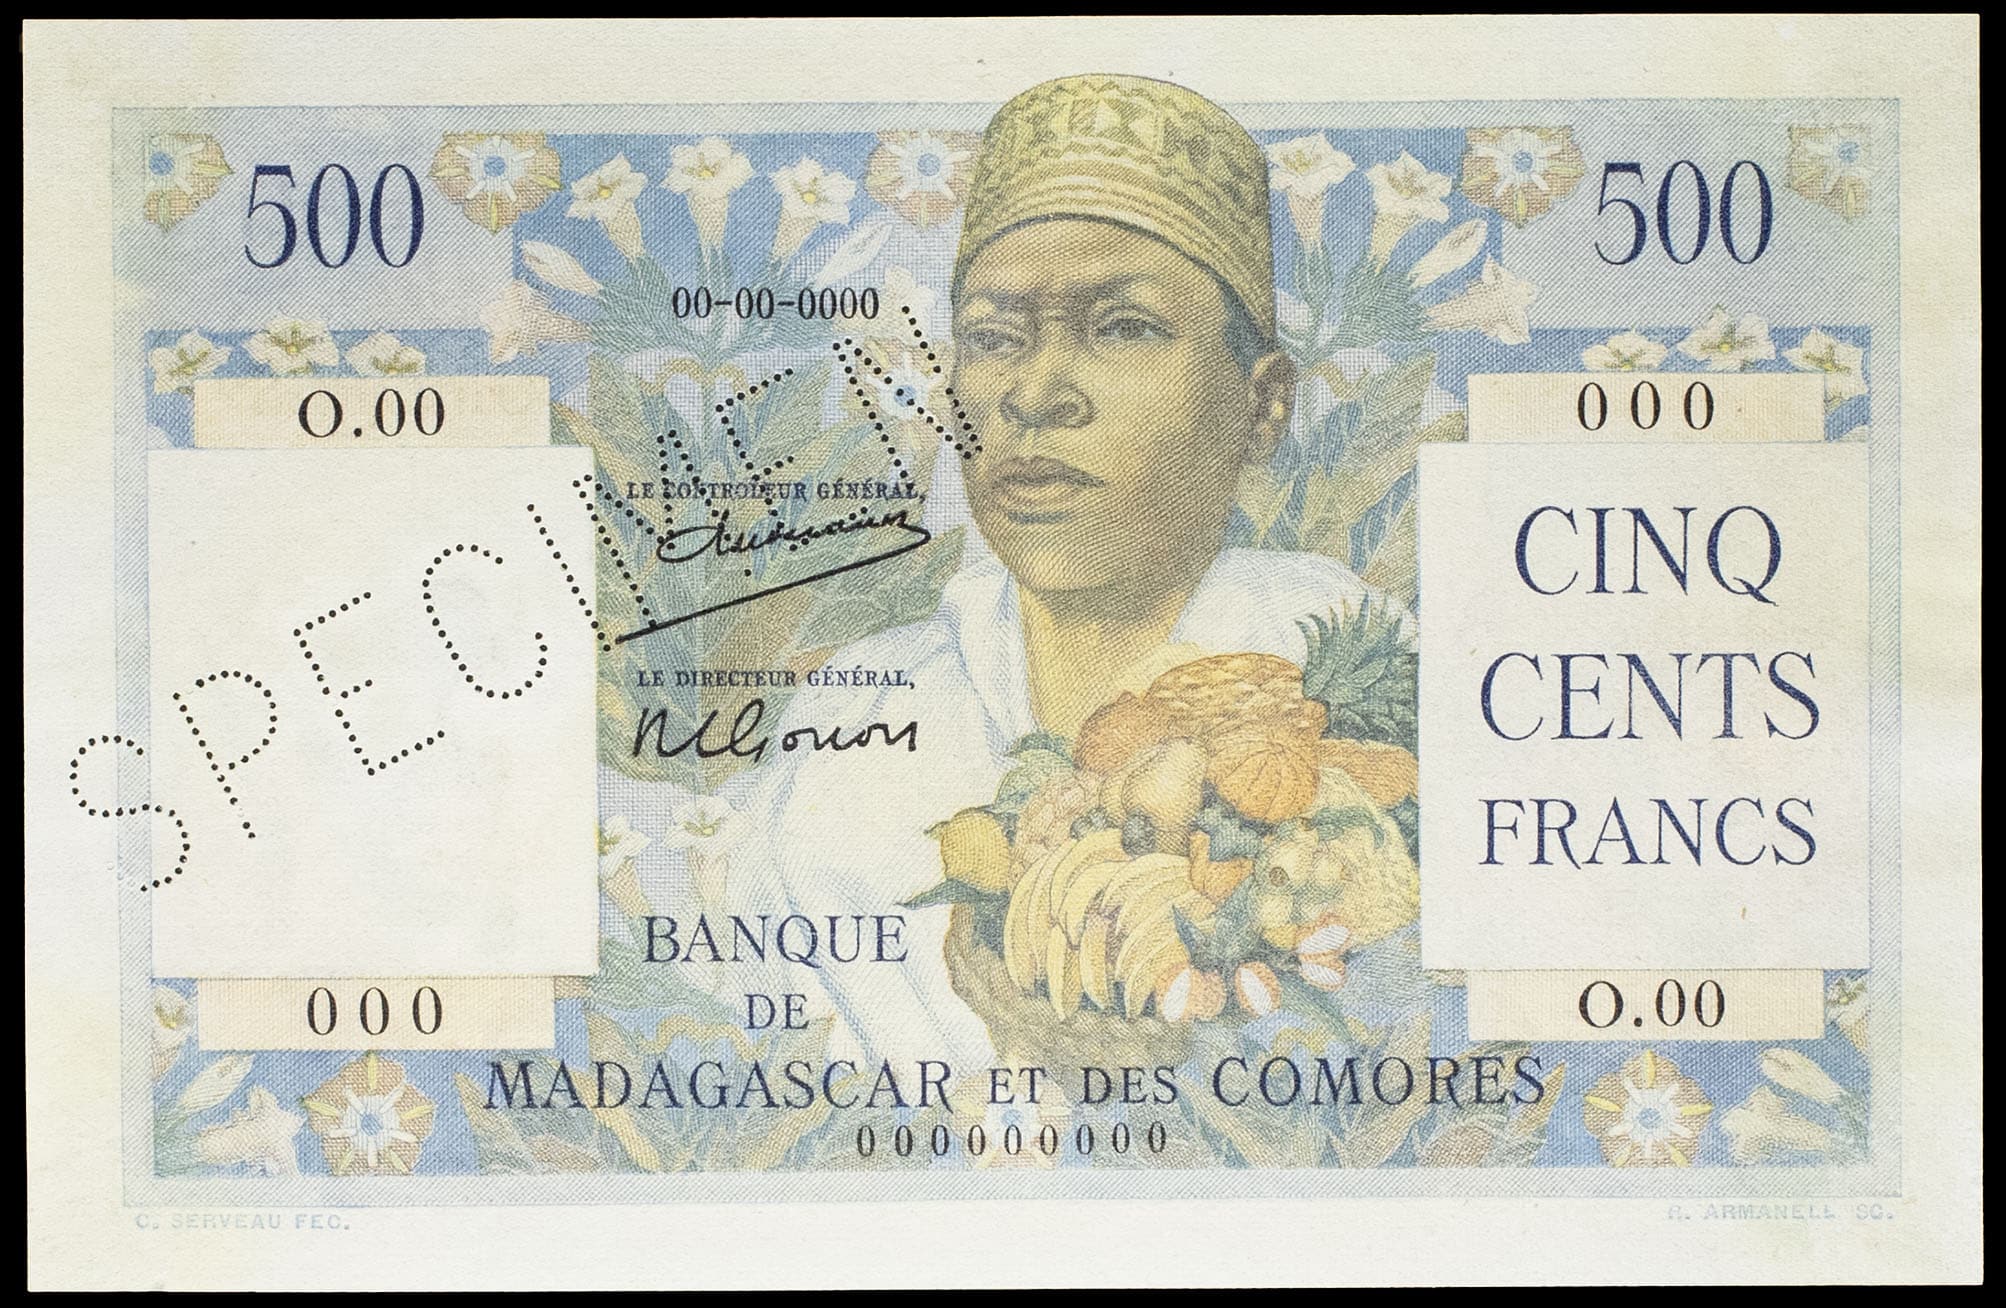 500
500
00-00-0000
O.00
000
SPECIMEN
LE CONTROLEUR GÉNÉRAL,
CINQ
CENTS
FRANCS
LE DIRECTEUR GÉNÉRAL,
BANQUE
DE
MADAGASCAR ET DES COMORES
000
O.00
000000000
C. SERVEAU FEC.
R. ARMANELL SC.